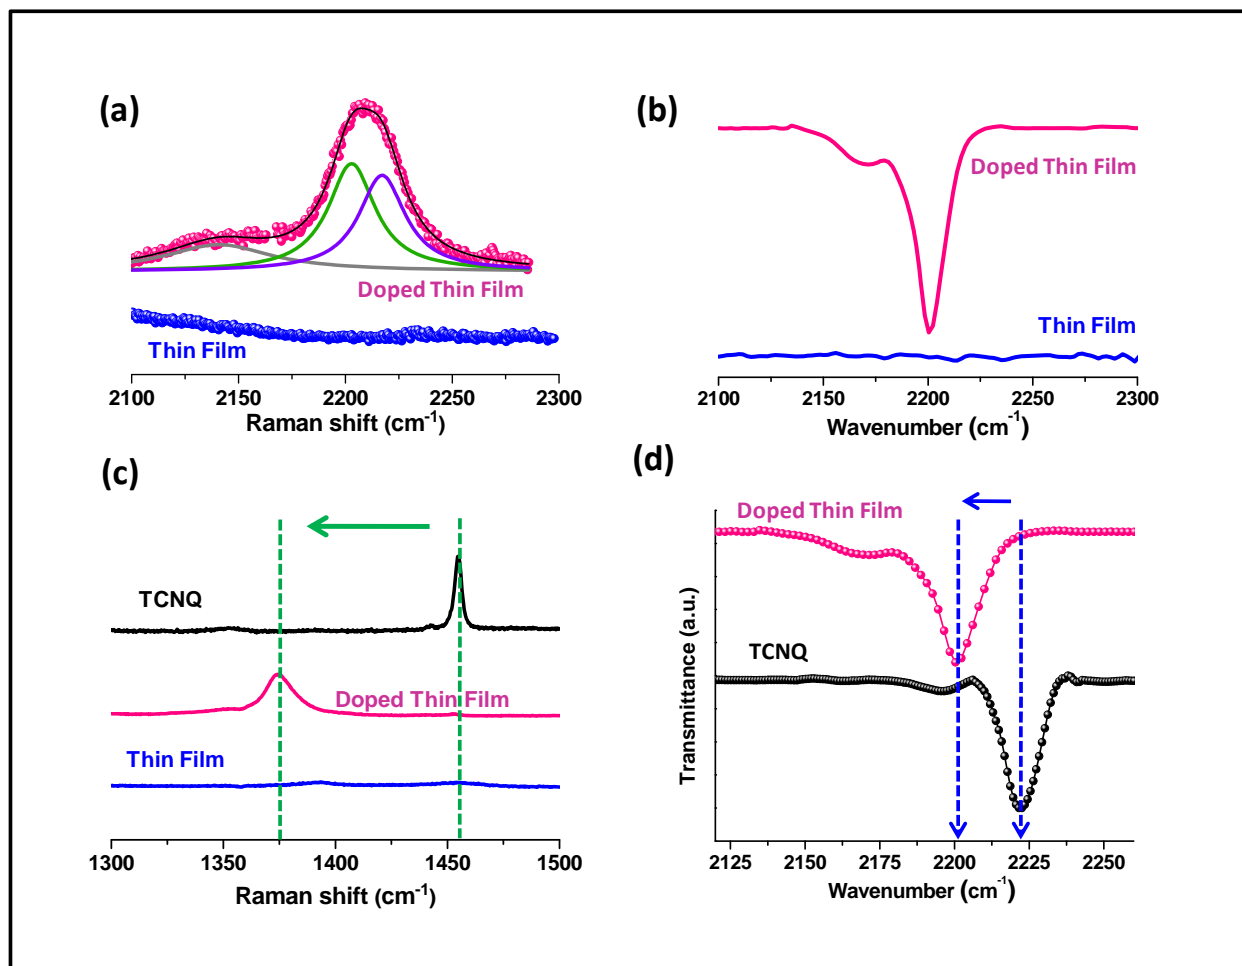 (a)
Doped Thin Film
Thin Film
2100 2150 2200 2250 2300
Raman shift (cm-1)
(b)
Doped Thin Film
Thin Film
2100 2150 2200 2250 2300
Wavenumber (cm-1)
(c)
TCNQ
Doped Thin Film
Thin Film
1300 1350 1400 1450 1500
Raman shift (cm-1)
(d)
Doped Thin Film
TCNQ
Transmittance (a.u.)
2125 2150 2175 2200 2225 2250
Wavenumber (cm-1)